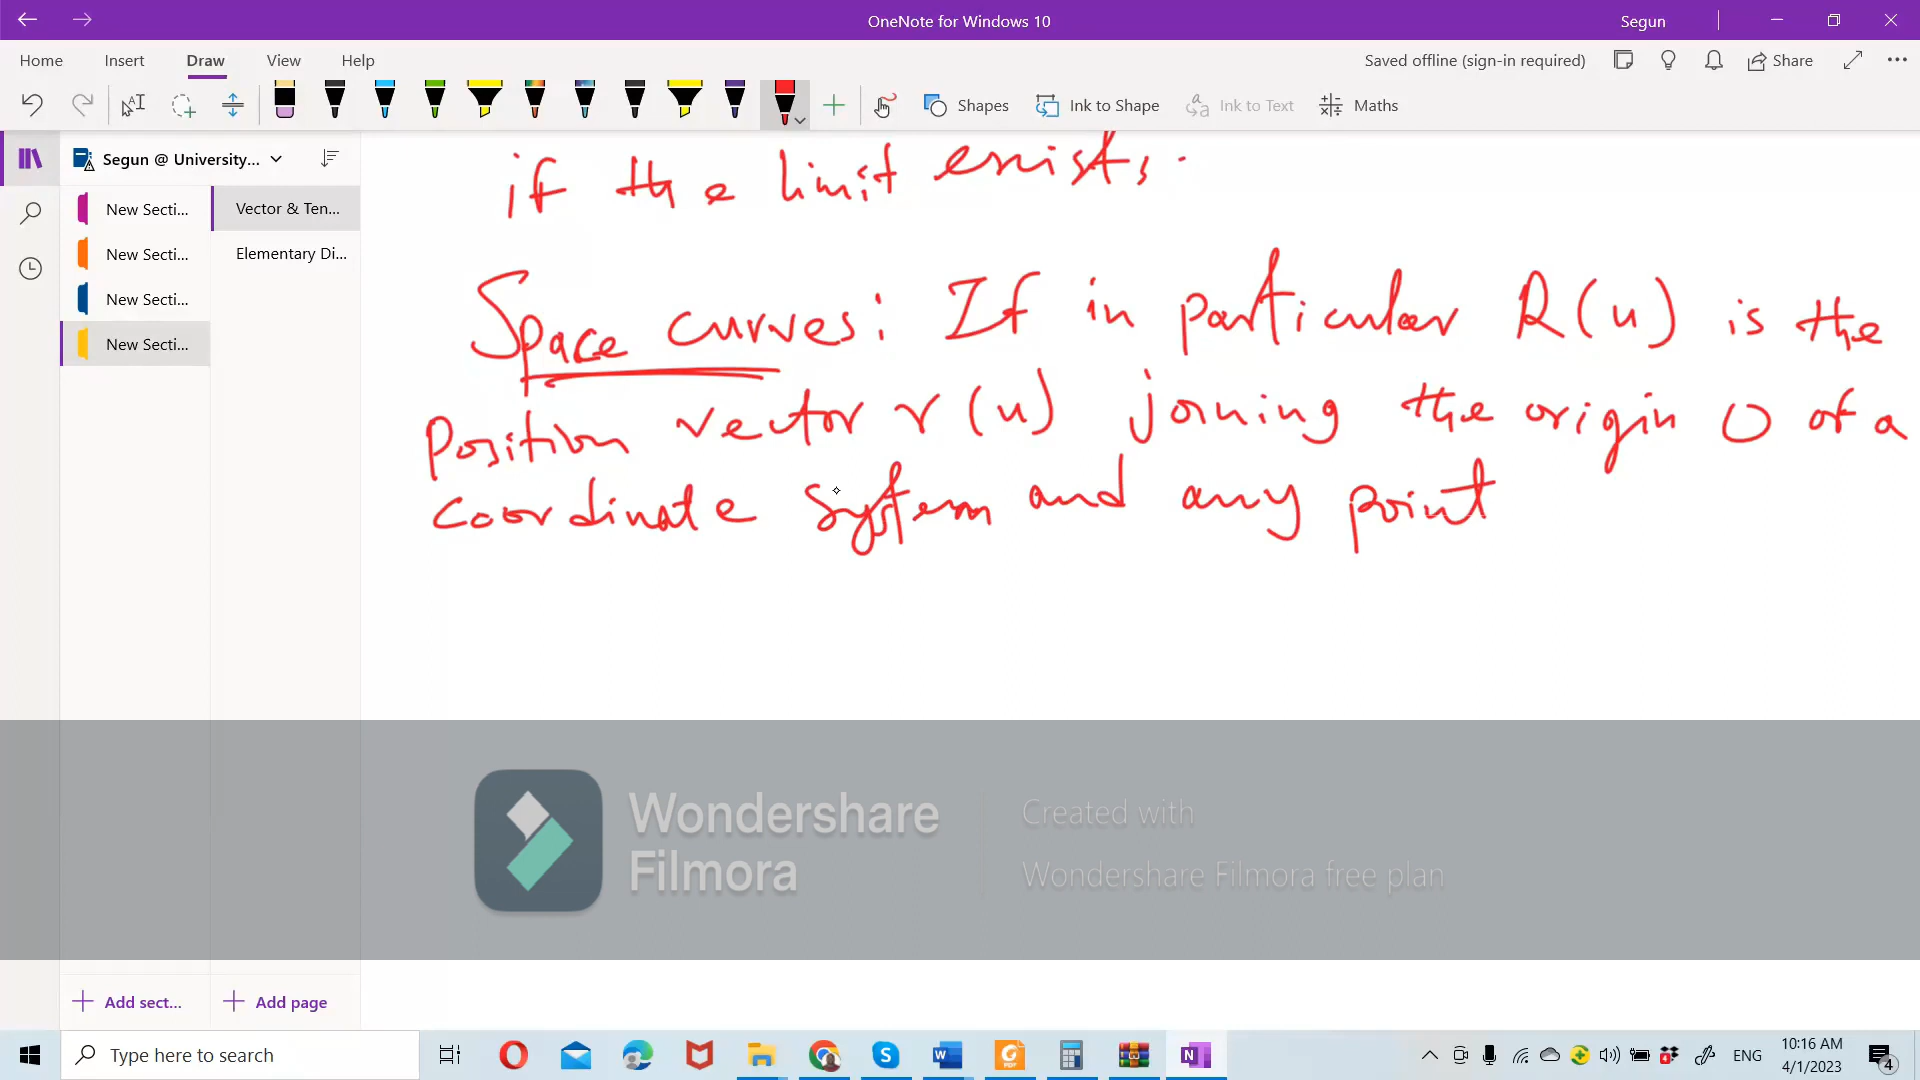 OneNote for Windows 10
Segun
Home Insert Draw View Help
Saved offline (sign-in required)
Share
Shapes
Ink to Shape
Ink to Text
Maths
Segun @ University...
New Secti...
New Secti...
New Secti...
New Secti...
Vector & Ten...
Elementary Di...
if the limit exists.
Space curves: If in particular R(u) is the
position vector r(u) joining the origin O of a
coordinate system and any point
Wondershare
Filmora
Created with
Wondershare Filmora free plan
Add sect...
Add page
Type here to search
ENG
10:16 AM
4/1/2023
4